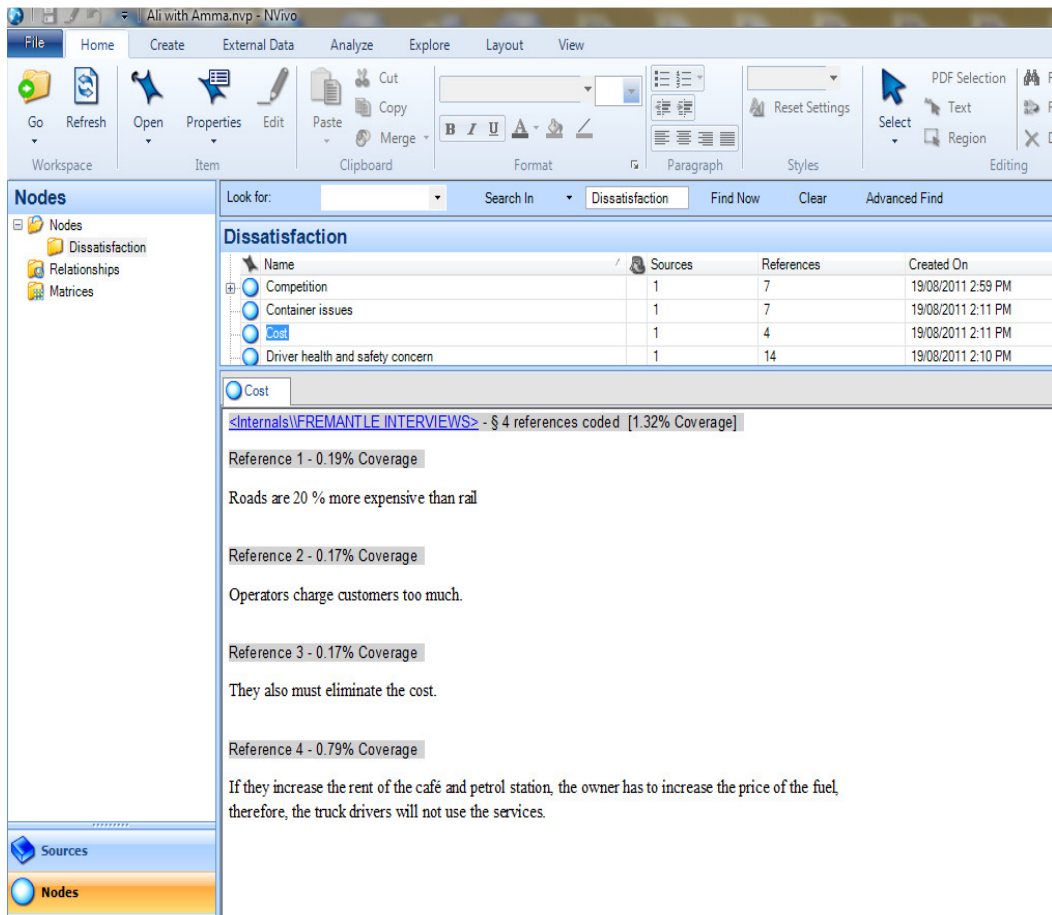 Ali with Amma.nvp - NVivo
File Home Create External Data Analyze Explore Layout View
Go Refresh Open Properties Edit Paste Cut Copy Merge B I U A Reset Settings Select PDF Selection Text Region
Workspace Item Clipboard Format Paragraph Styles Editing
Nodes
Look for: Search In Dissatisfaction Find Now Clear Advanced Find
Nodes
Dissatisfaction
Relationships
Matrices
Dissatisfaction
Name Sources References Created On
Competition 1 7 19/08/2011 2:59 PM
Container issues 1 7 19/08/2011 2:11 PM
Cost 1 4 19/08/2011 2:11 PM
Driver health and safety concern 1 14 19/08/2011 2:10 PM
Cost
<Internals\\FREMANTLE INTERVIEWS> - § 4 references coded [1.32% Coverage]
Reference 1 - 0.19% Coverage
Roads are 20 % more expensive than rail
Reference 2 - 0.17% Coverage
Operators charge customers too much.
Reference 3 - 0.17% Coverage
They also must eliminate the cost.
Reference 4 - 0.79% Coverage
If they increase the rent of the café and petrol station, the owner has to increase the price of the fuel,
therefore, the truck drivers will not use the services.
Sources
Nodes